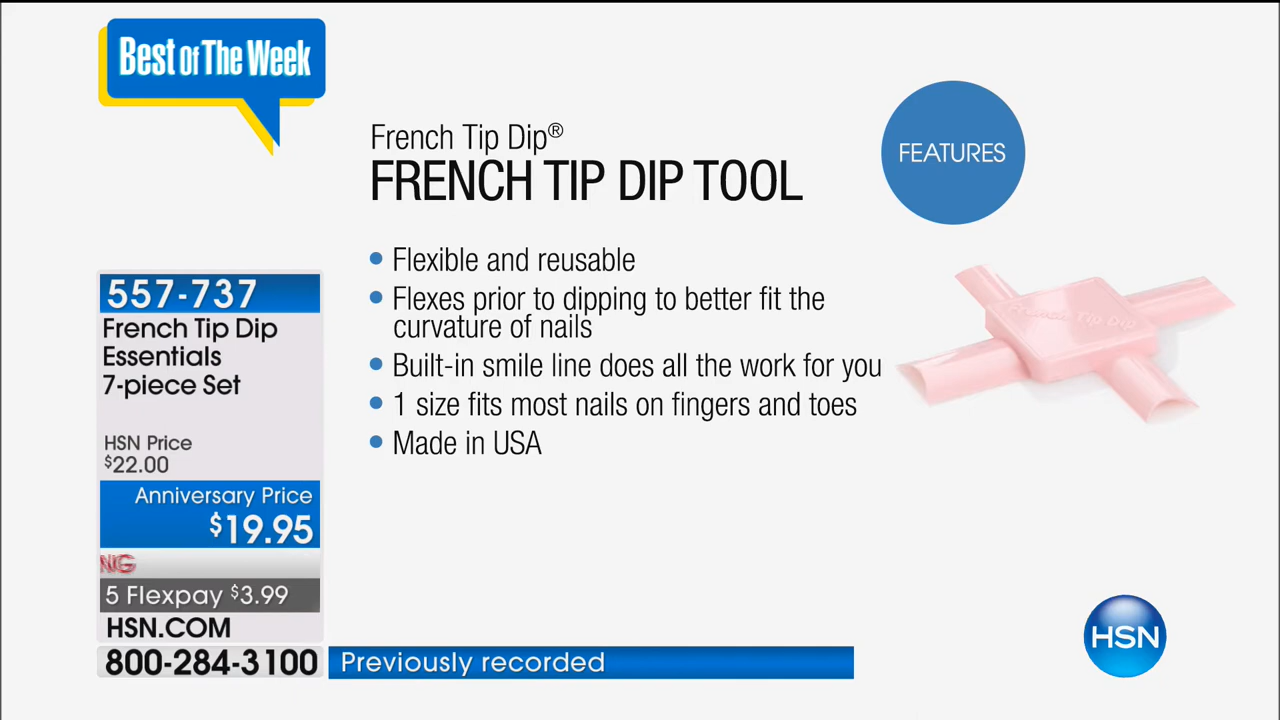 Best Of The Week
French Tip Dip®
FRENCH TIP DIP TOOL
FEATURES
• Flexible and reusable
• Flexes prior to dipping to better fit the
curvature of nails
• Built-in smile line does all the work for you
• 1 size fits most nails on fingers and toes
• Made in USA
French Tip Dip
557-737
French Tip Dip
Essentials
7-piece Set
HSN Price
$22.00
Anniversary Price
$19.95
NG
5 Flexpay $3.99
HSN.COM
800-284-3100
Previously recorded
HSN